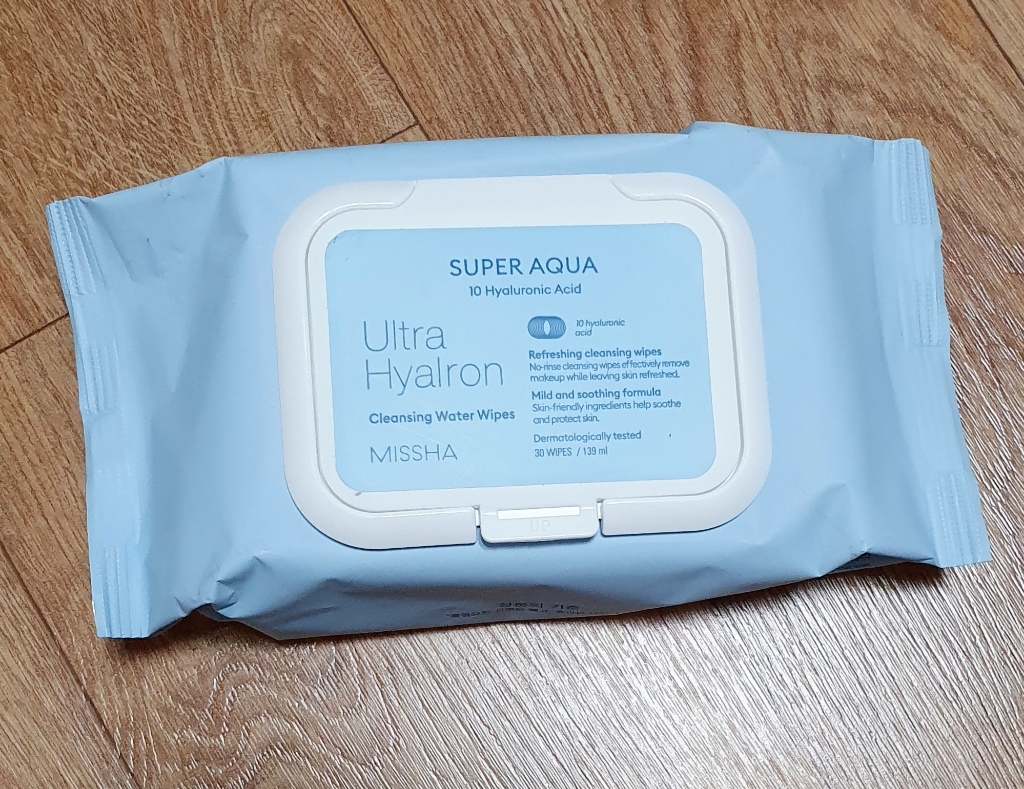 SUPER AQUA
10 Hyaluronic Acid
Ultra
Hyalron
Cleansing Water Wipes
MISSHA
10 hyaluronic
acid
Refreshing cleansing wipes
No-rinse cleansing wipes effectively remove
makeup while leaving skin refreshed.
Mild and soothing formula
Skin-friendly ingredients help soothe
and protect skin.
Dermatologically tested
30 WIPES / 139 ml
UP